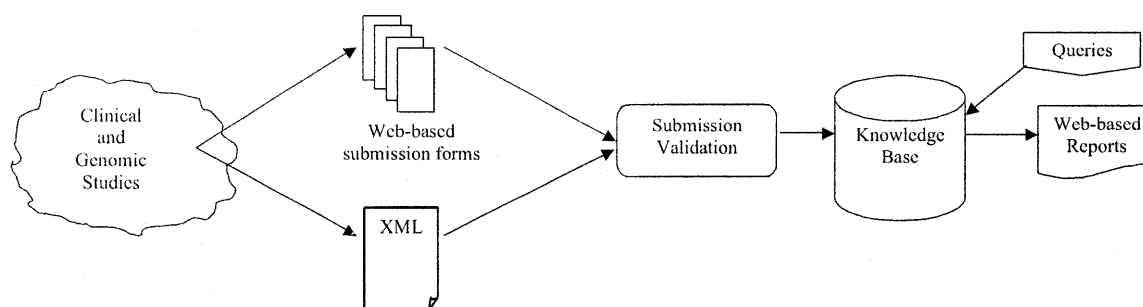 Clinical
and
Genomic
Studies
Web-based
submission forms
XML
Submission
Validation
Knowledge
Base
Queries
Web-based
Reports